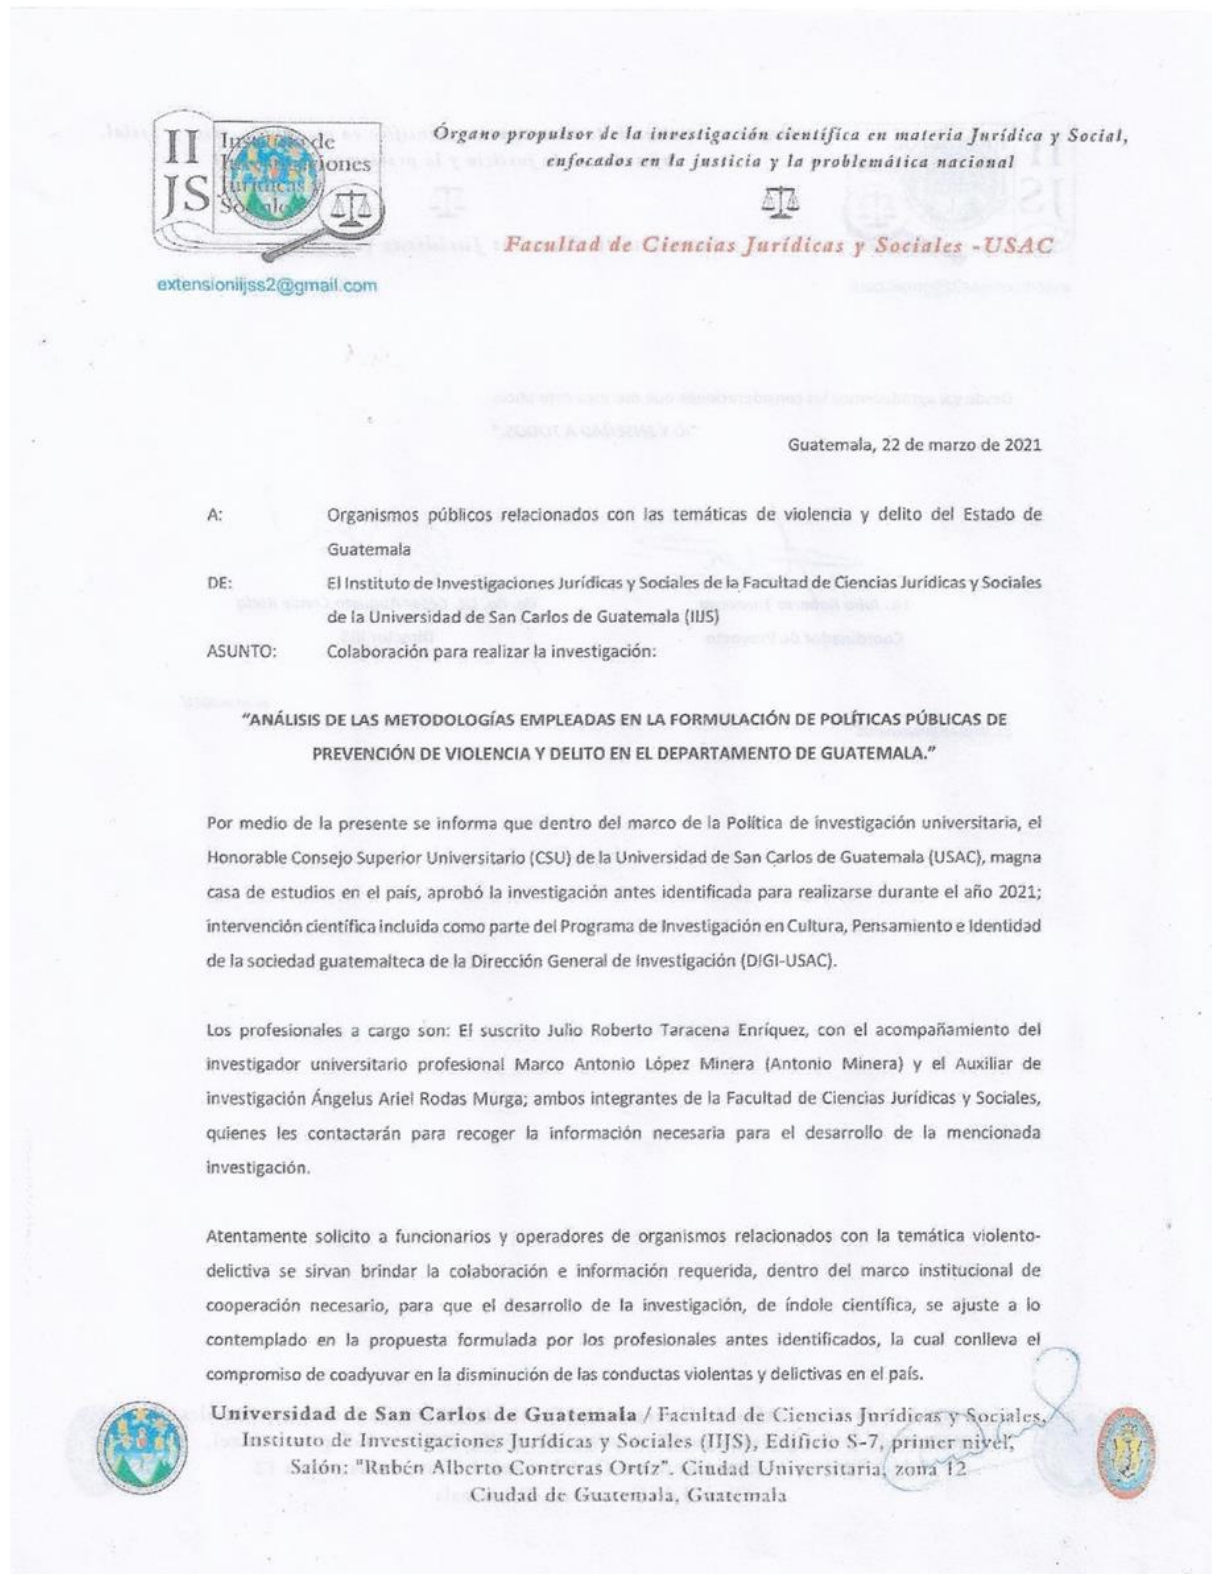 II
JS
Instituto de
Investigaciones
Jurídicas y
Sociales
extensioniijss2@gmail.com
Órgano propulsor de la investigación científica en materia Jurídica y Social,
enfocados en la justicia y la problemática nacional
Facultad de Ciencias Jurídicas y Sociales -USAC
Guatemala, 22 de marzo de 2021
A: Organismos públicos relacionados con las temáticas de violencia y delito del Estado de
Guatemala
DE: El Instituto de Investigaciones Jurídicas y Sociales de la Facultad de Ciencias Jurídicas y Sociales
de la Universidad de San Carlos de Guatemala (IIJS)
ASUNTO: Colaboración para realizar la investigación:
"ANÁLISIS DE LAS METODOLOGÍAS EMPLEADAS EN LA FORMULACIÓN DE POLÍTICAS PÚBLICAS DE
PREVENCIÓN DE VIOLENCIA Y DELITO EN EL DEPARTAMENTO DE GUATEMALA."
Por medio de la presente se informa que dentro del marco de la Política de investigación universitaria, el
Honorable Consejo Superior Universitario (CSU) de la Universidad de San Carlos de Guatemala (USAC), magna
casa de estudios en el país, aprobó la investigación antes identificada para realizarse durante el año 2021;
intervención científica incluida como parte del Programa de Investigación en Cultura, Pensamiento e Identidad
de la sociedad guatemalteca de la Dirección General de Investigación (DIGI-USAC).
Los profesionales a cargo son: El suscrito Julio Roberto Taracena Enríquez, con el acompañamiento del
investigador universitario profesional Marco Antonio López Minera (Antonio Minera) y el Auxiliar de
investigación Ángelus Ariel Rodas Murga; ambos integrantes de la Facultad de Ciencias Jurídicas y Sociales,
quienes les contactarán para recoger la información necesaria para el desarrollo de la mencionada
investigación.
Atentamente solicito a funcionarios y operadores de organismos relacionados con la temática violento-
delictiva se sirvan brindar la colaboración e información requerida, dentro del marco institucional de
cooperación necesario, para que el desarrollo de la investigación, de índole científica, se ajuste a lo
contemplado en la propuesta formulada por los profesionales antes identificados, la cual conlleva el
compromiso de coadyuvar en la disminución de las conductas violentas y delictivas en el país.
Universidad de San Carlos de Guatemala / Facultad de Ciencias Jurídicas y Sociales,
Instituto de Investigaciones Jurídicas y Sociales (IIJS), Edificio S-7, primer nivel,
Salón: "Rubén Alberto Contreras Ortíz". Ciudad Universitaria, zona 12
Ciudad de Guatemala, Guatemala